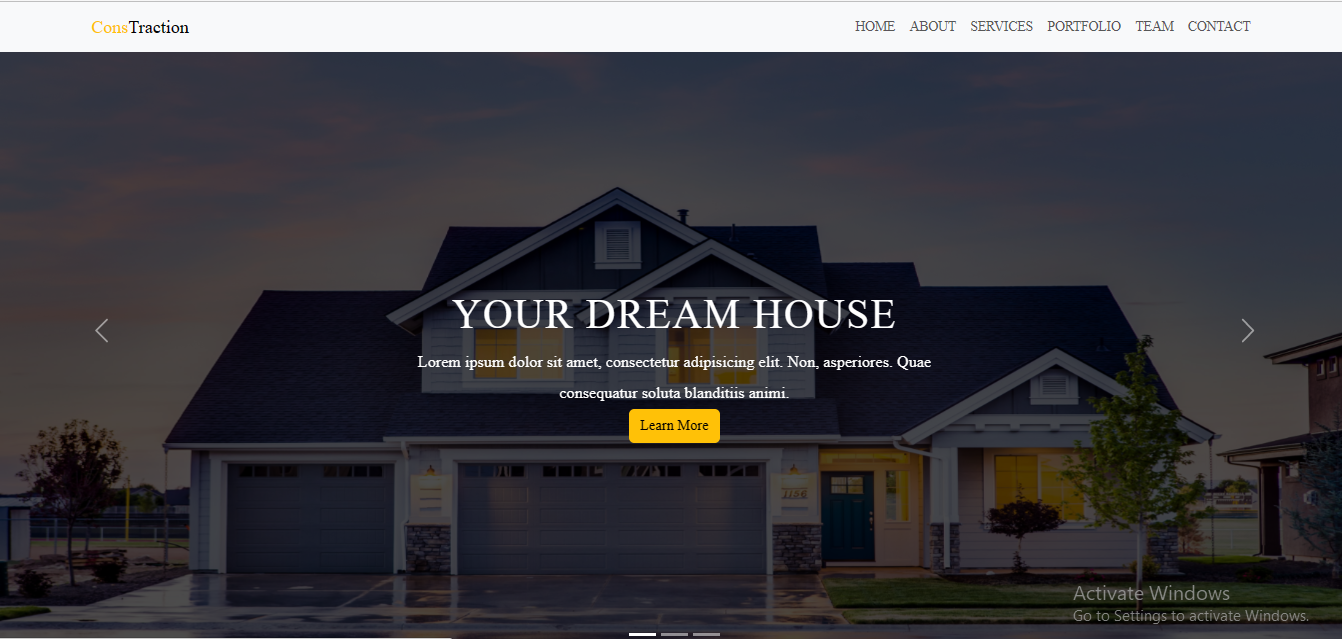 ConsTraction
HOME ABOUT SERVICES PORTFOLIO TEAM CONTACT
YOUR DREAM HOUSE
Lorem ipsum dolor sit amet, consectetur adipisicing elit. Non, asperiores. Quae
consequatur soluta blanditiis animi.
Learn More
1156
Activate Windows
Go to Settings to activate Windows.